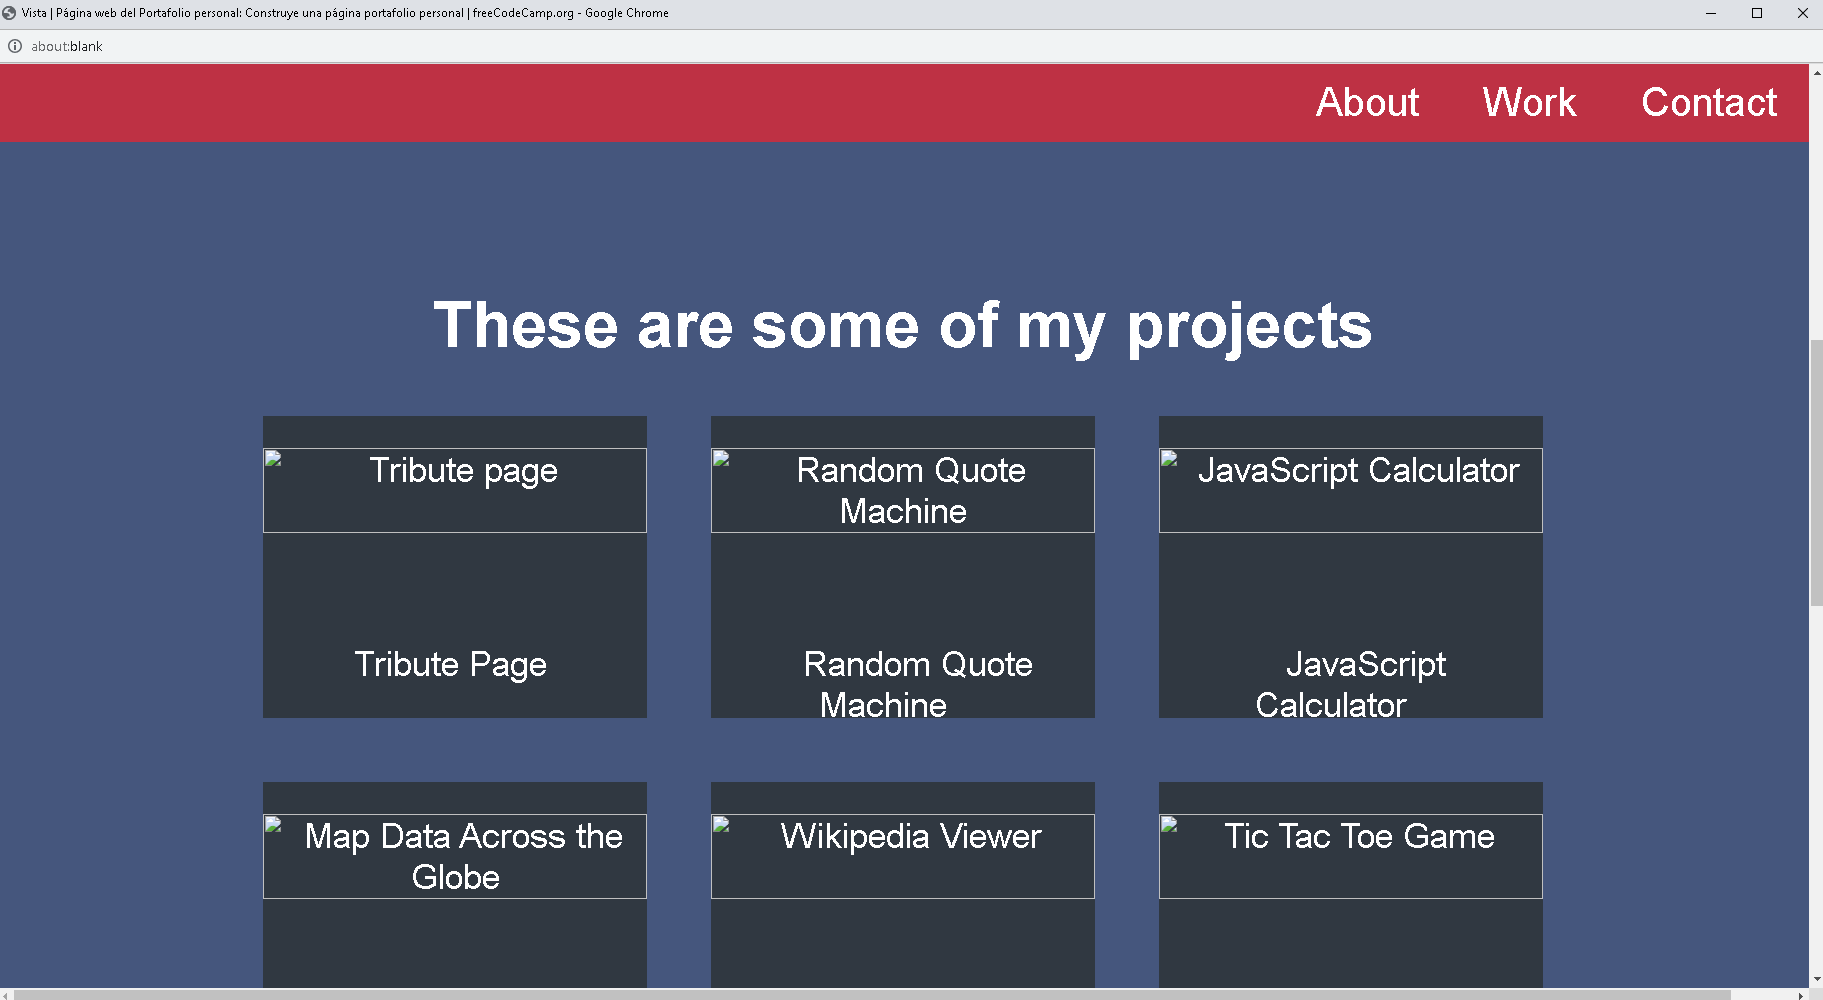 Vista | Página web del Portafolio personal: Construye una página portafolio personal | freeCodeCamp.org - Google Chrome
about:blank
About Work Contact
These are some of my projects
Tribute page
Random Quote
Machine
JavaScript Calculator
Tribute Page
Random Quote
Machine
JavaScript
Calculator
Map Data Across the
Globe
Wikipedia Viewer
Tic Tac Toe Game